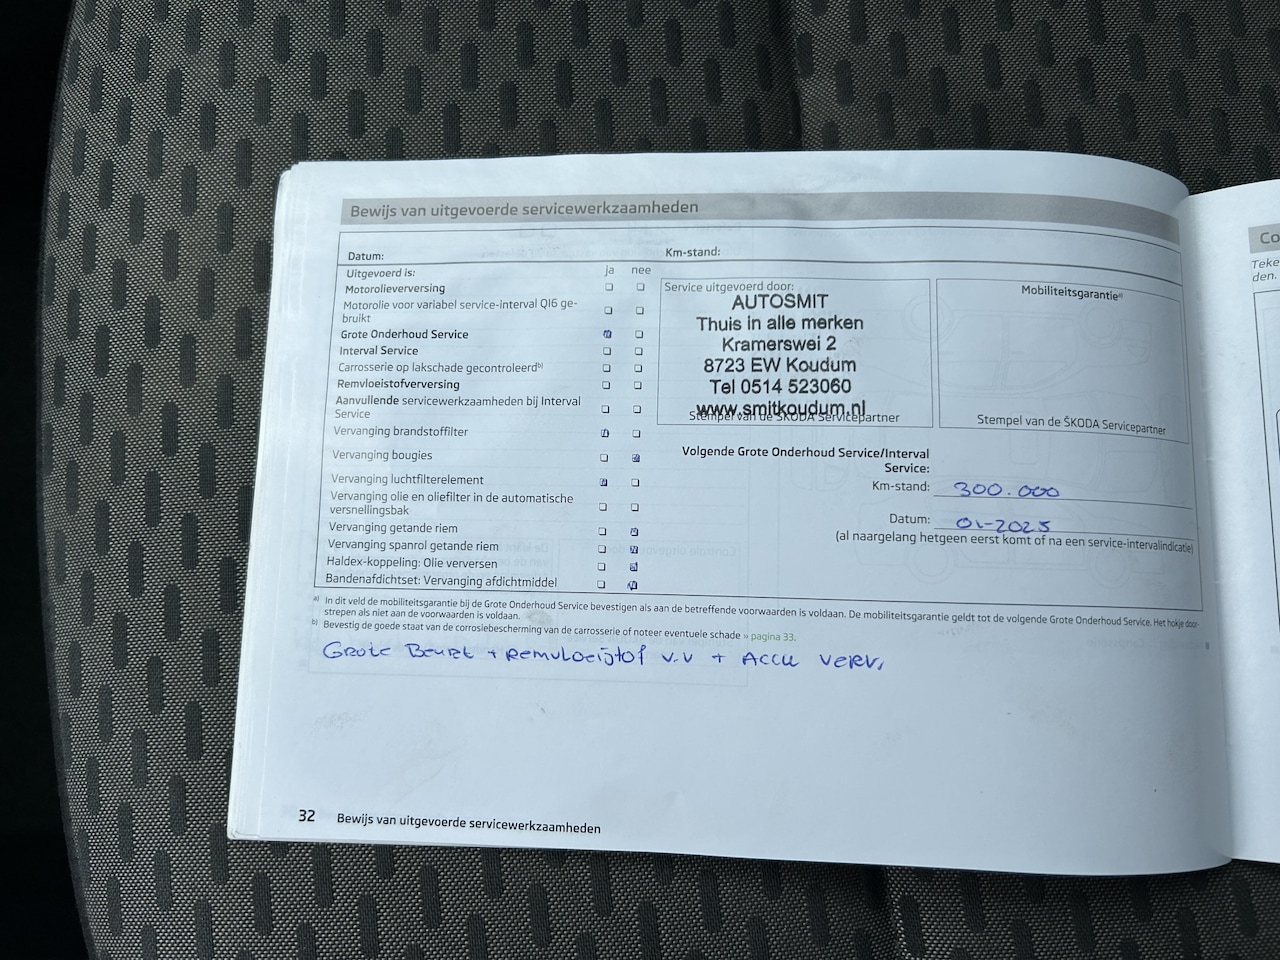 Bewijs van uitgevoerde servicewerkzaamheden
Datum:
Km-stand:
Uitgevoerd is:
ja
nee
Motorolieverversing
Motorolie voor variabel service-interval QI6 ge-
bruikt
Grote Onderhoud Service
Interval Service
Carrosserie op lakschade gecontroleerdᵇ⁾
Remvloeistofverversing
Aanvullende servicewerkzaamheden bij Interval
Service
Vervanging brandstoffilter
Vervanging bougies
Vervanging luchtfilterelement
Vervanging olie en oliefilter in de automatische
versnellingsbak
Vervanging getande riem
Vervanging spanrol getande riem
Haldex-koppeling: Olie verversen
Bandenafdichtset: Vervanging afdichtmiddel
Service uitgevoerd door:
AUTOSMIT
Thuis in alle merken
Kramerswei 2
8723 EW Koudum
Tel 0514 523060
www.smitkoudum.nl
Stempel van de ŠKODA Servicepartner
Mobiliteitsgarantieᵃ⁾
Stempel van de ŠKODA Servicepartner
Volgende Grote Onderhoud Service/Interval
Service:
Km-stand: 300.000
Datum: 01-2025
(al naargelang hetgeen eerst komt of na een service-intervalindicatie)
ᵃ⁾ In dit veld de mobiliteitsgarantie bij de Grote Onderhoud Service bevestigen als aan de betreffende voorwaarden is voldaan. De mobiliteitsgarantie geldt tot de volgende Grote Onderhoud Service. Het hokje door-
strepen als niet aan de voorwaarden is voldaan.
ᵇ⁾ Bevestig de goede staat van de corrosiebescherming van de carrosserie of noteer eventuele schade » pagina 33.
Grote Beurt + Remvloeistof v.v + Accu verv.
32 Bewijs van uitgevoerde servicewerkzaamheden
Co
Teke
den.